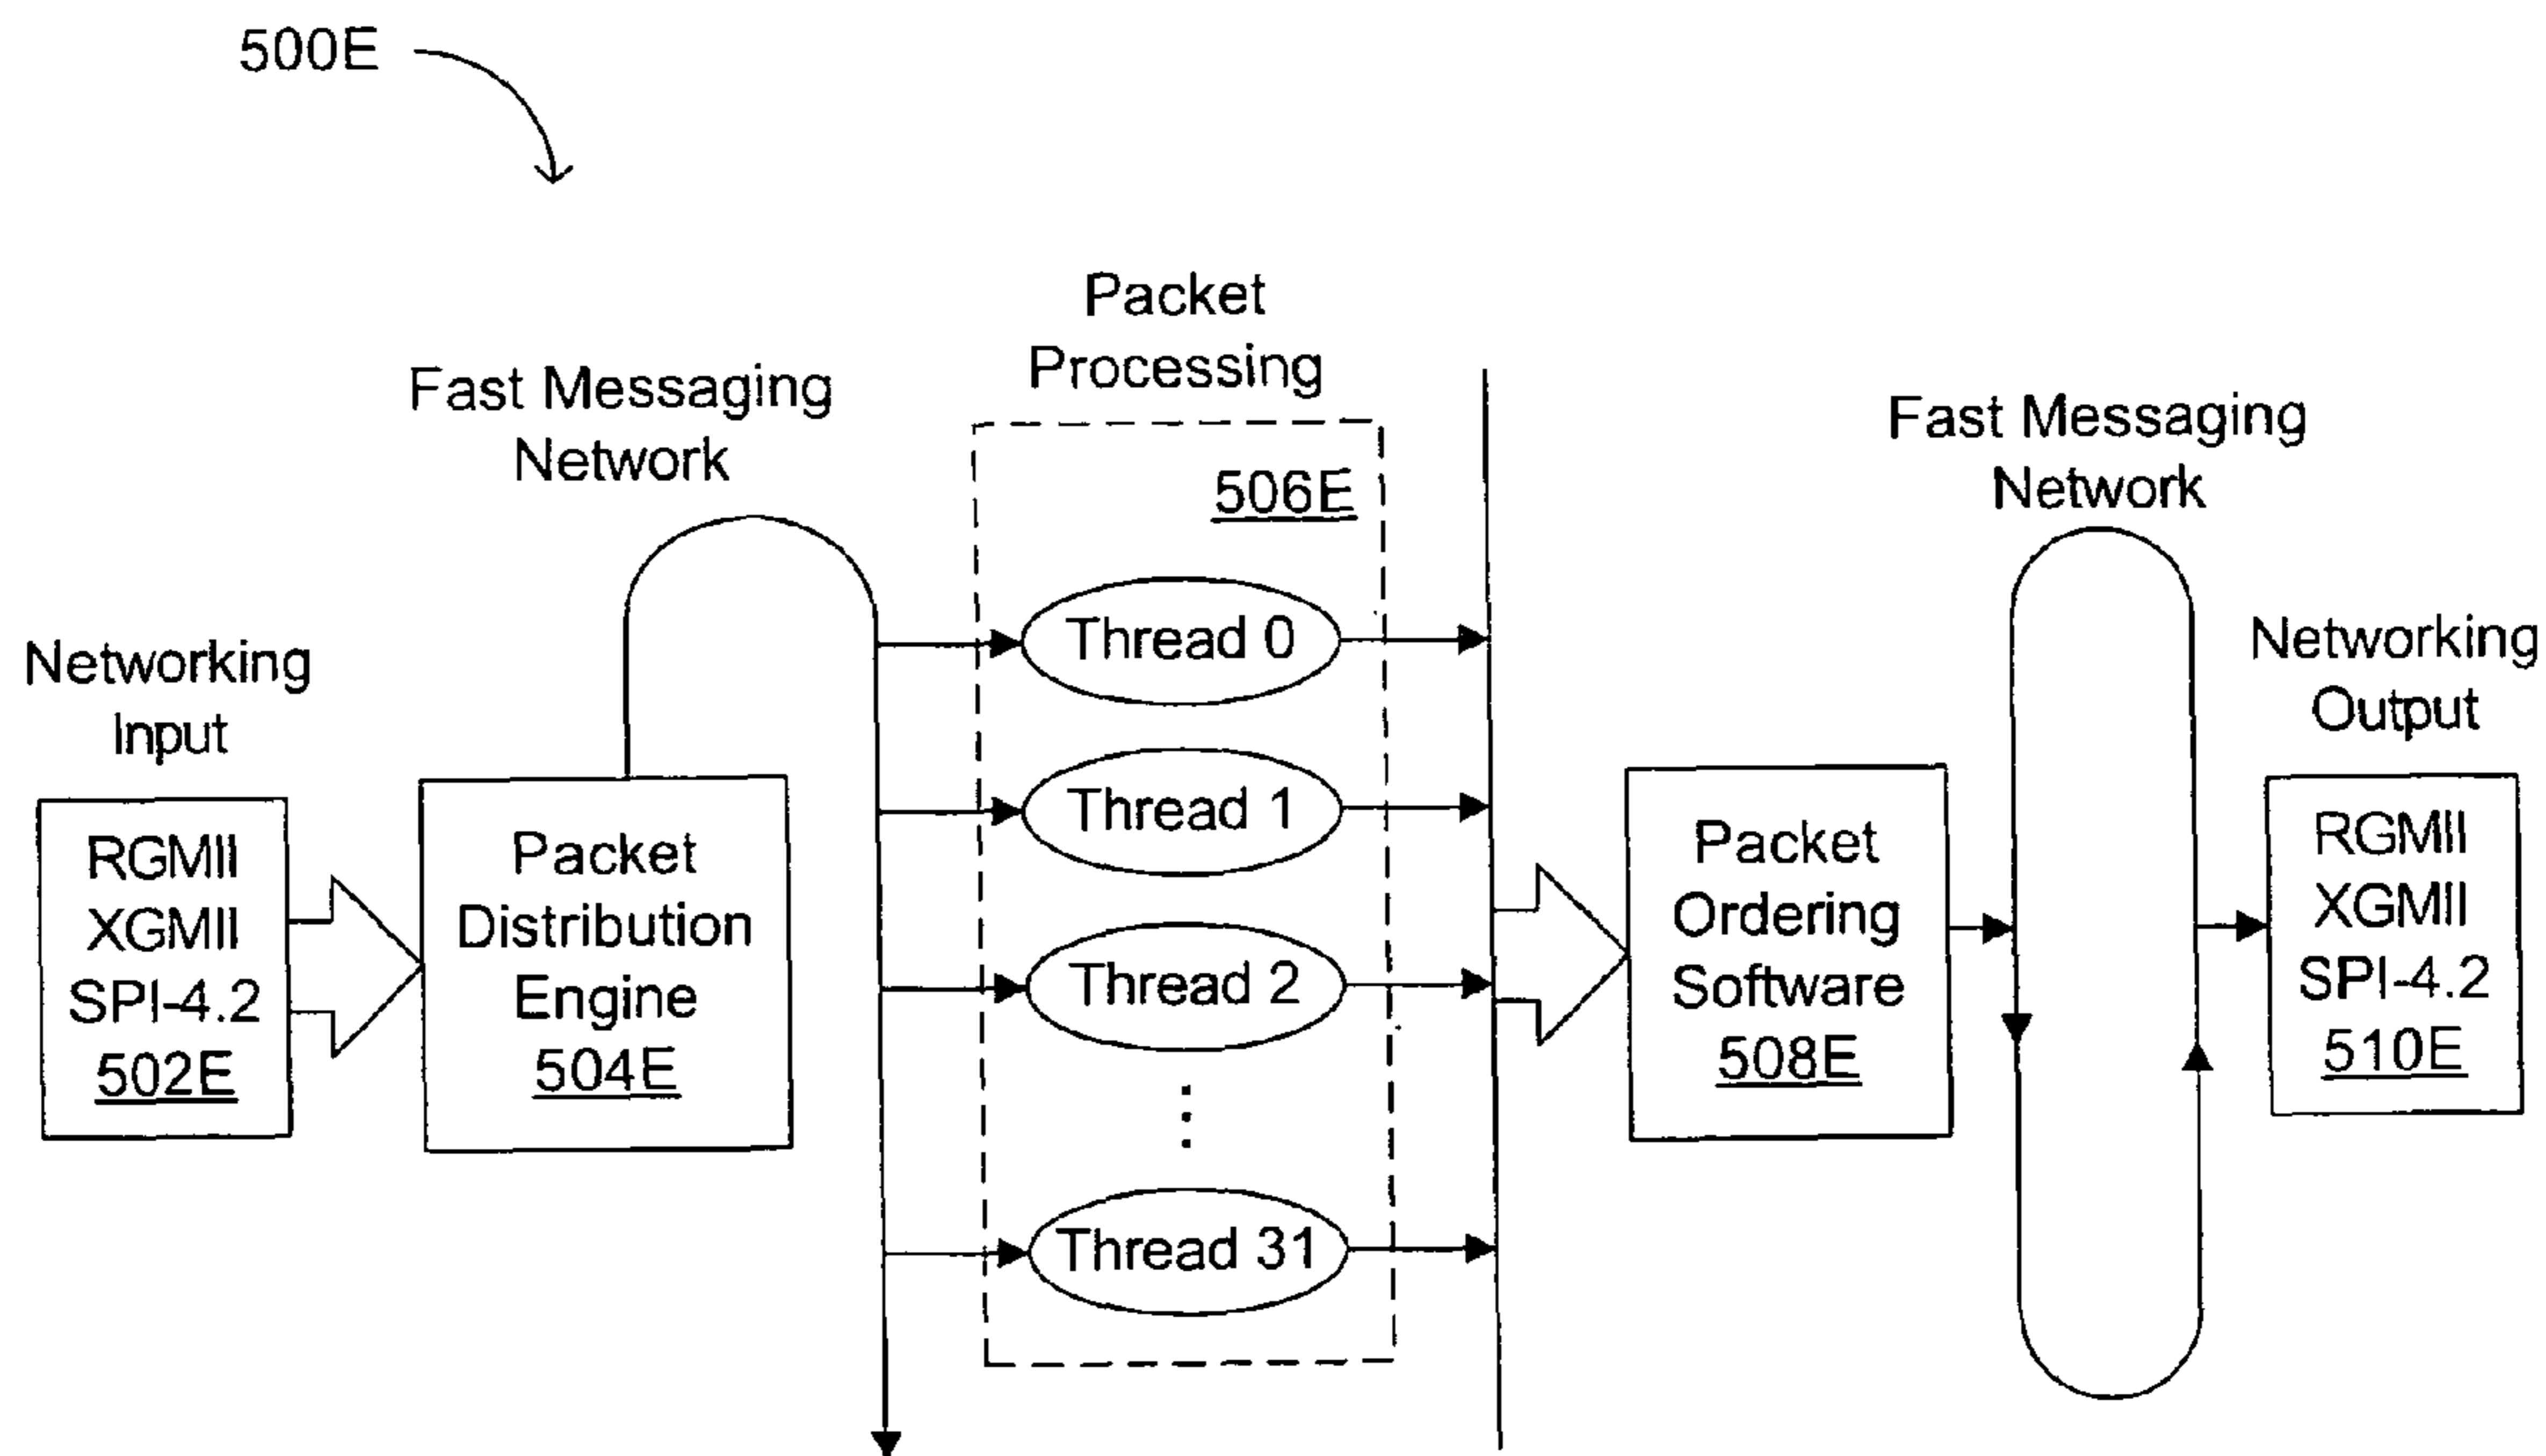 500E
Packet
Processing
Fast Messaging
Network
Fast Messaging
Network
506E
Networking
Input
Networking
Output
Thread 0
Thread 1
Thread 2
Thread 31
RGMII
XGMII
SPI-4.2
502E
Packet
Distribution
Engine
504E
Packet
Ordering
Software
508E
RGMII
XGMII
SPI-4.2
510E